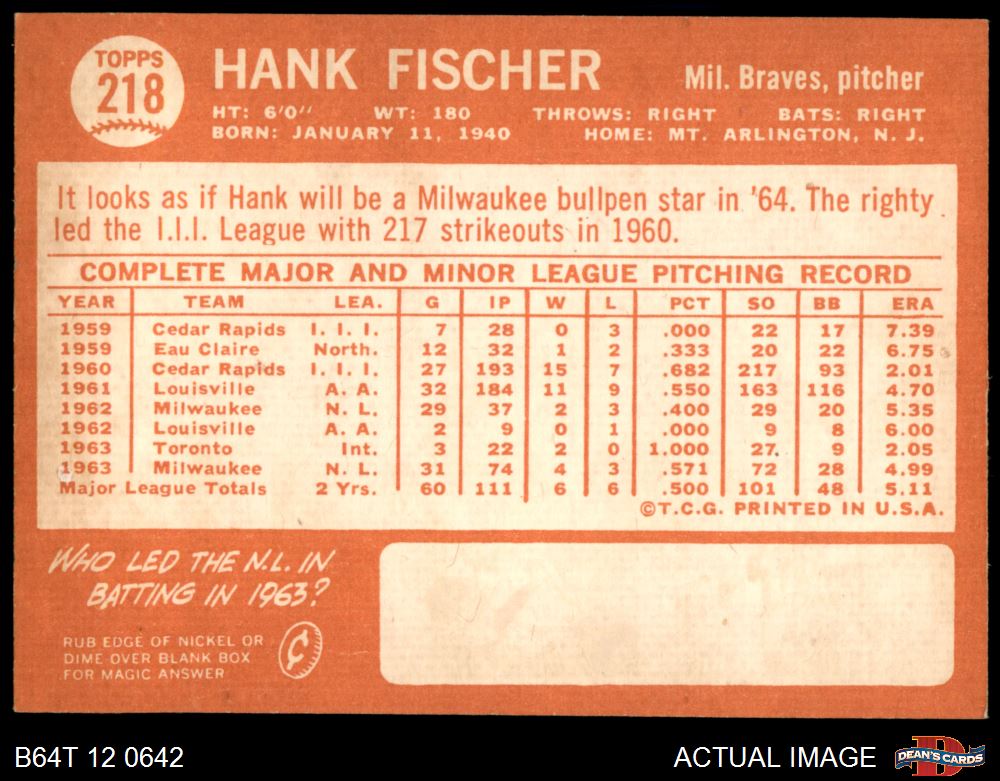 TOPPS
218
HANK FISCHER
Mil. Braves, pitcher
HT: 6'0" WT: 180 THROWS: RIGHT BATS: RIGHT
BORN: JANUARY 11, 1940 HOME: MT. ARLINGTON, N. J.
It looks as if Hank will be a Milwaukee bullpen star in '64. The righty
led the I.I.I. League with 217 strikeouts in 1960.
COMPLETE MAJOR AND MINOR LEAGUE PITCHING RECORD
YEAR TEAM LEA. G IP W L PCT SO BB ERA
1959 Cedar Rapids I. I. I. 7 28 0 3 .000 22 17 7.39
1959 Eau Claire North. 12 32 1 2 .333 20 22 6.75
1960 Cedar Rapids I. I. I. 27 193 15 7 .682 217 93 2.01
1961 Louisville A. A. 32 184 11 9 .550 163 116 4.70
1962 Milwaukee N. L. 29 37 2 3 .400 29 20 5.35
1962 Louisville A. A. 2 9 0 1 .000 9 8 6.00
1963 Toronto Int. 3 22 2 0 1.000 27 9 2.05
1963 Milwaukee N. L. 31 74 4 3 .571 72 28 4.99
Major League Totals 2 Yrs. 60 111 6 6 .500 101 48 5.11
©T.C.G. PRINTED IN U.S.A.
WHO LED THE N.L. IN
BATTING IN 1963?
RUB EDGE OF NICKEL OR
DIME OVER BLANK BOX
FOR MAGIC ANSWER
¢
B64T 12 0642
ACTUAL IMAGE
DEAN'S CARDS